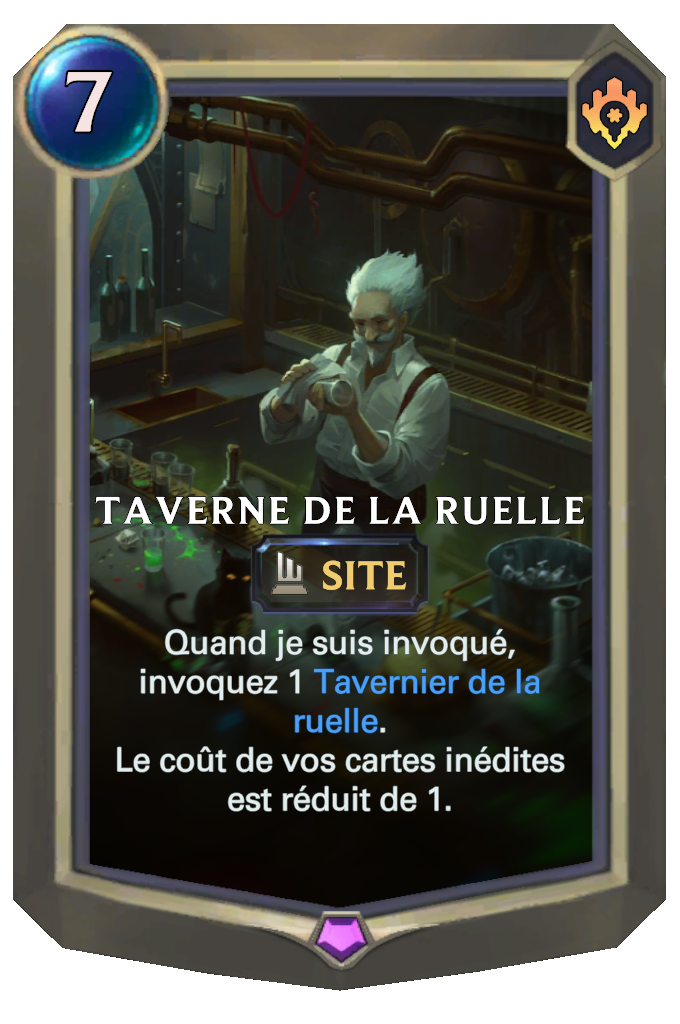 7
TAVERNE DE LA RUELLE
SITE
Quand je suis invoqué,
invoquez 1 Tavernier de la
ruelle.
Le coût de vos cartes inédites
est réduit de 1.